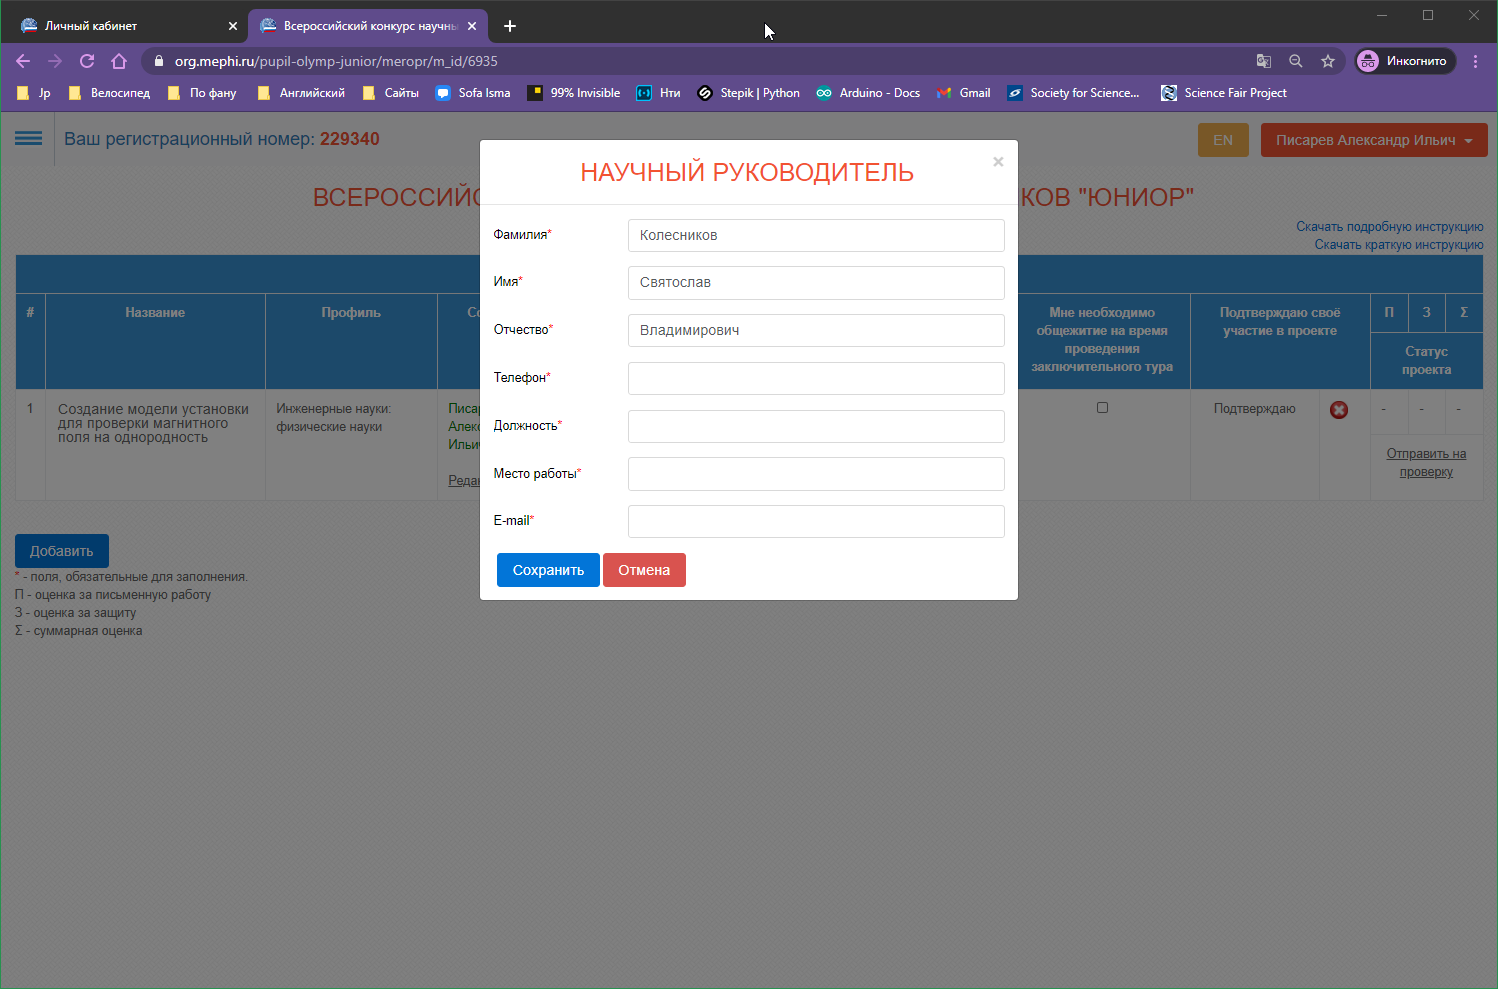 Личный кабинет
Всероссийский конкурс научны
org.mephi.ru/pupil-olymp-junior/meropr/m_id/6935
Инкогнито
Jp
Велосипед
По фану
Английский
Сайты
Sofa Isma
99% Invisible
Нти
Stepik | Python
Arduino - Docs
Gmail
Society for Science...
Science Fair Project
Ваш регистрационный номер: 229340
EN
Писарев Александр Ильич
ВСЕРОССИЙС
КОВ "ЮНИОР"
Скачать подробную инструкцию
Скачать краткую инструкцию
НАУЧНЫЙ РУКОВОДИТЕЛЬ
×
Фамилия*
Колесников
Имя*
Святослав
Отчество*
Владимирович
Телефон*
Должность*
Место работы*
E-mail*
Сохранить
Отмена
#
Название
Профиль
Со
Мне необходимо
общежитие на время
проведения
заключительного тура
Подтверждаю своё
участие в проекте
П
З
Σ
Статус
проекта
1
Создание модели установки
для проверки магнитного
поля на однородность
Инженерные науки:
физические науки
Писар
Алекс
Ильич
Редак
Подтверждаю
-
-
-
Отправить на
проверку
Добавить
* - поля, обязательные для заполнения.
П - оценка за письменную работу
З - оценка за защиту
Σ - суммарная оценка